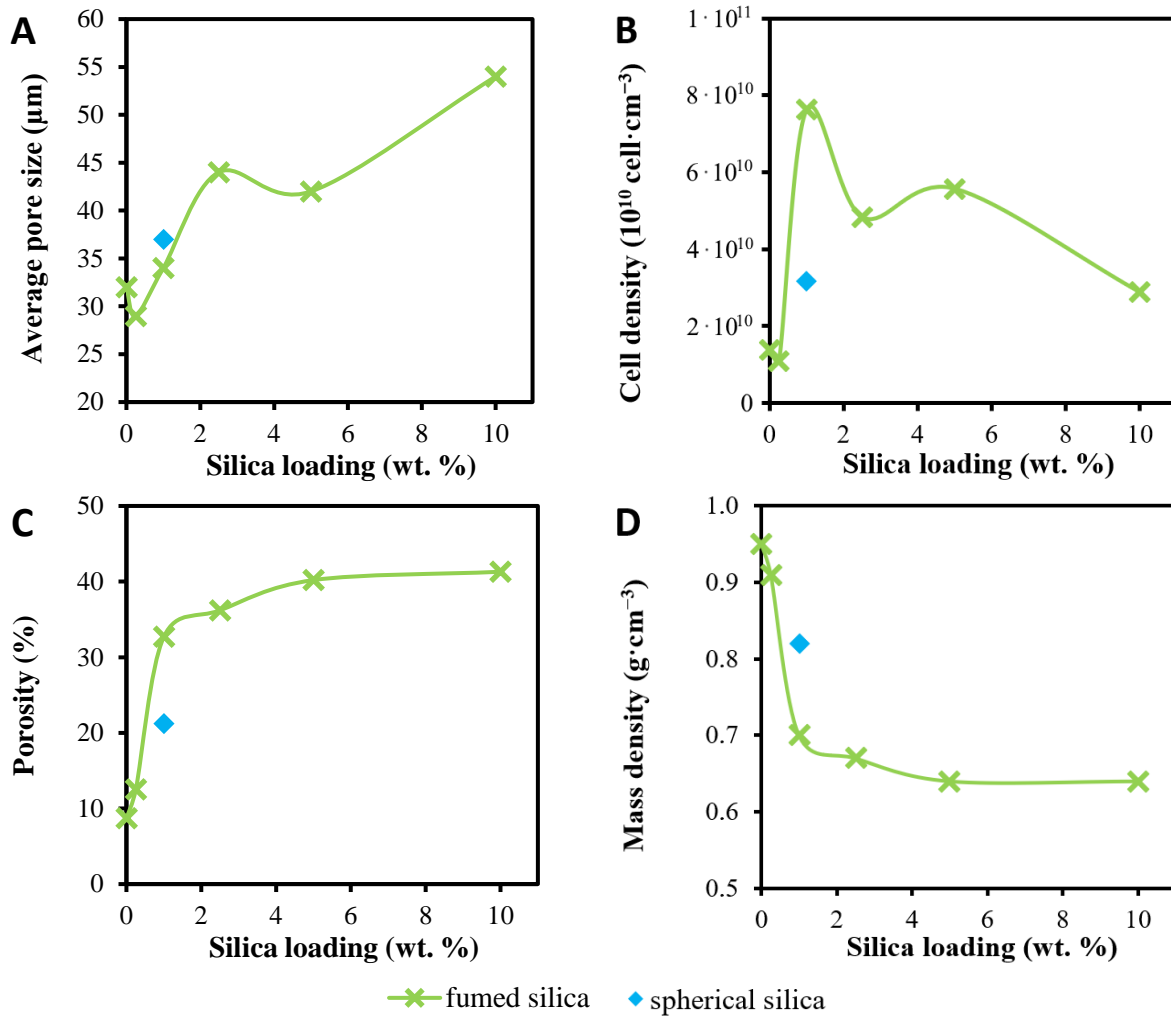 A
Average pore size (µm)
60
55
50
45
40
35
30
25
20
0 2 4 6 8 10
Silica loading (wt. %)
B
Cell density (10¹⁰ cell·cm⁻³)
1 · 10¹¹
8 · 10¹⁰
6 · 10¹⁰
4 · 10¹⁰
2 · 10¹⁰
0
0 2 4 6 8 10
Silica loading (wt. %)
C
Porosity (%)
50
40
30
20
10
0
0 2 4 6 8 10
Silica loading (wt. %)
D
Mass density (g·cm⁻³)
1.0
0.9
0.8
0.7
0.6
0.5
0 2 4 6 8 10
Silica loading (wt. %)
fumed silica
spherical silica